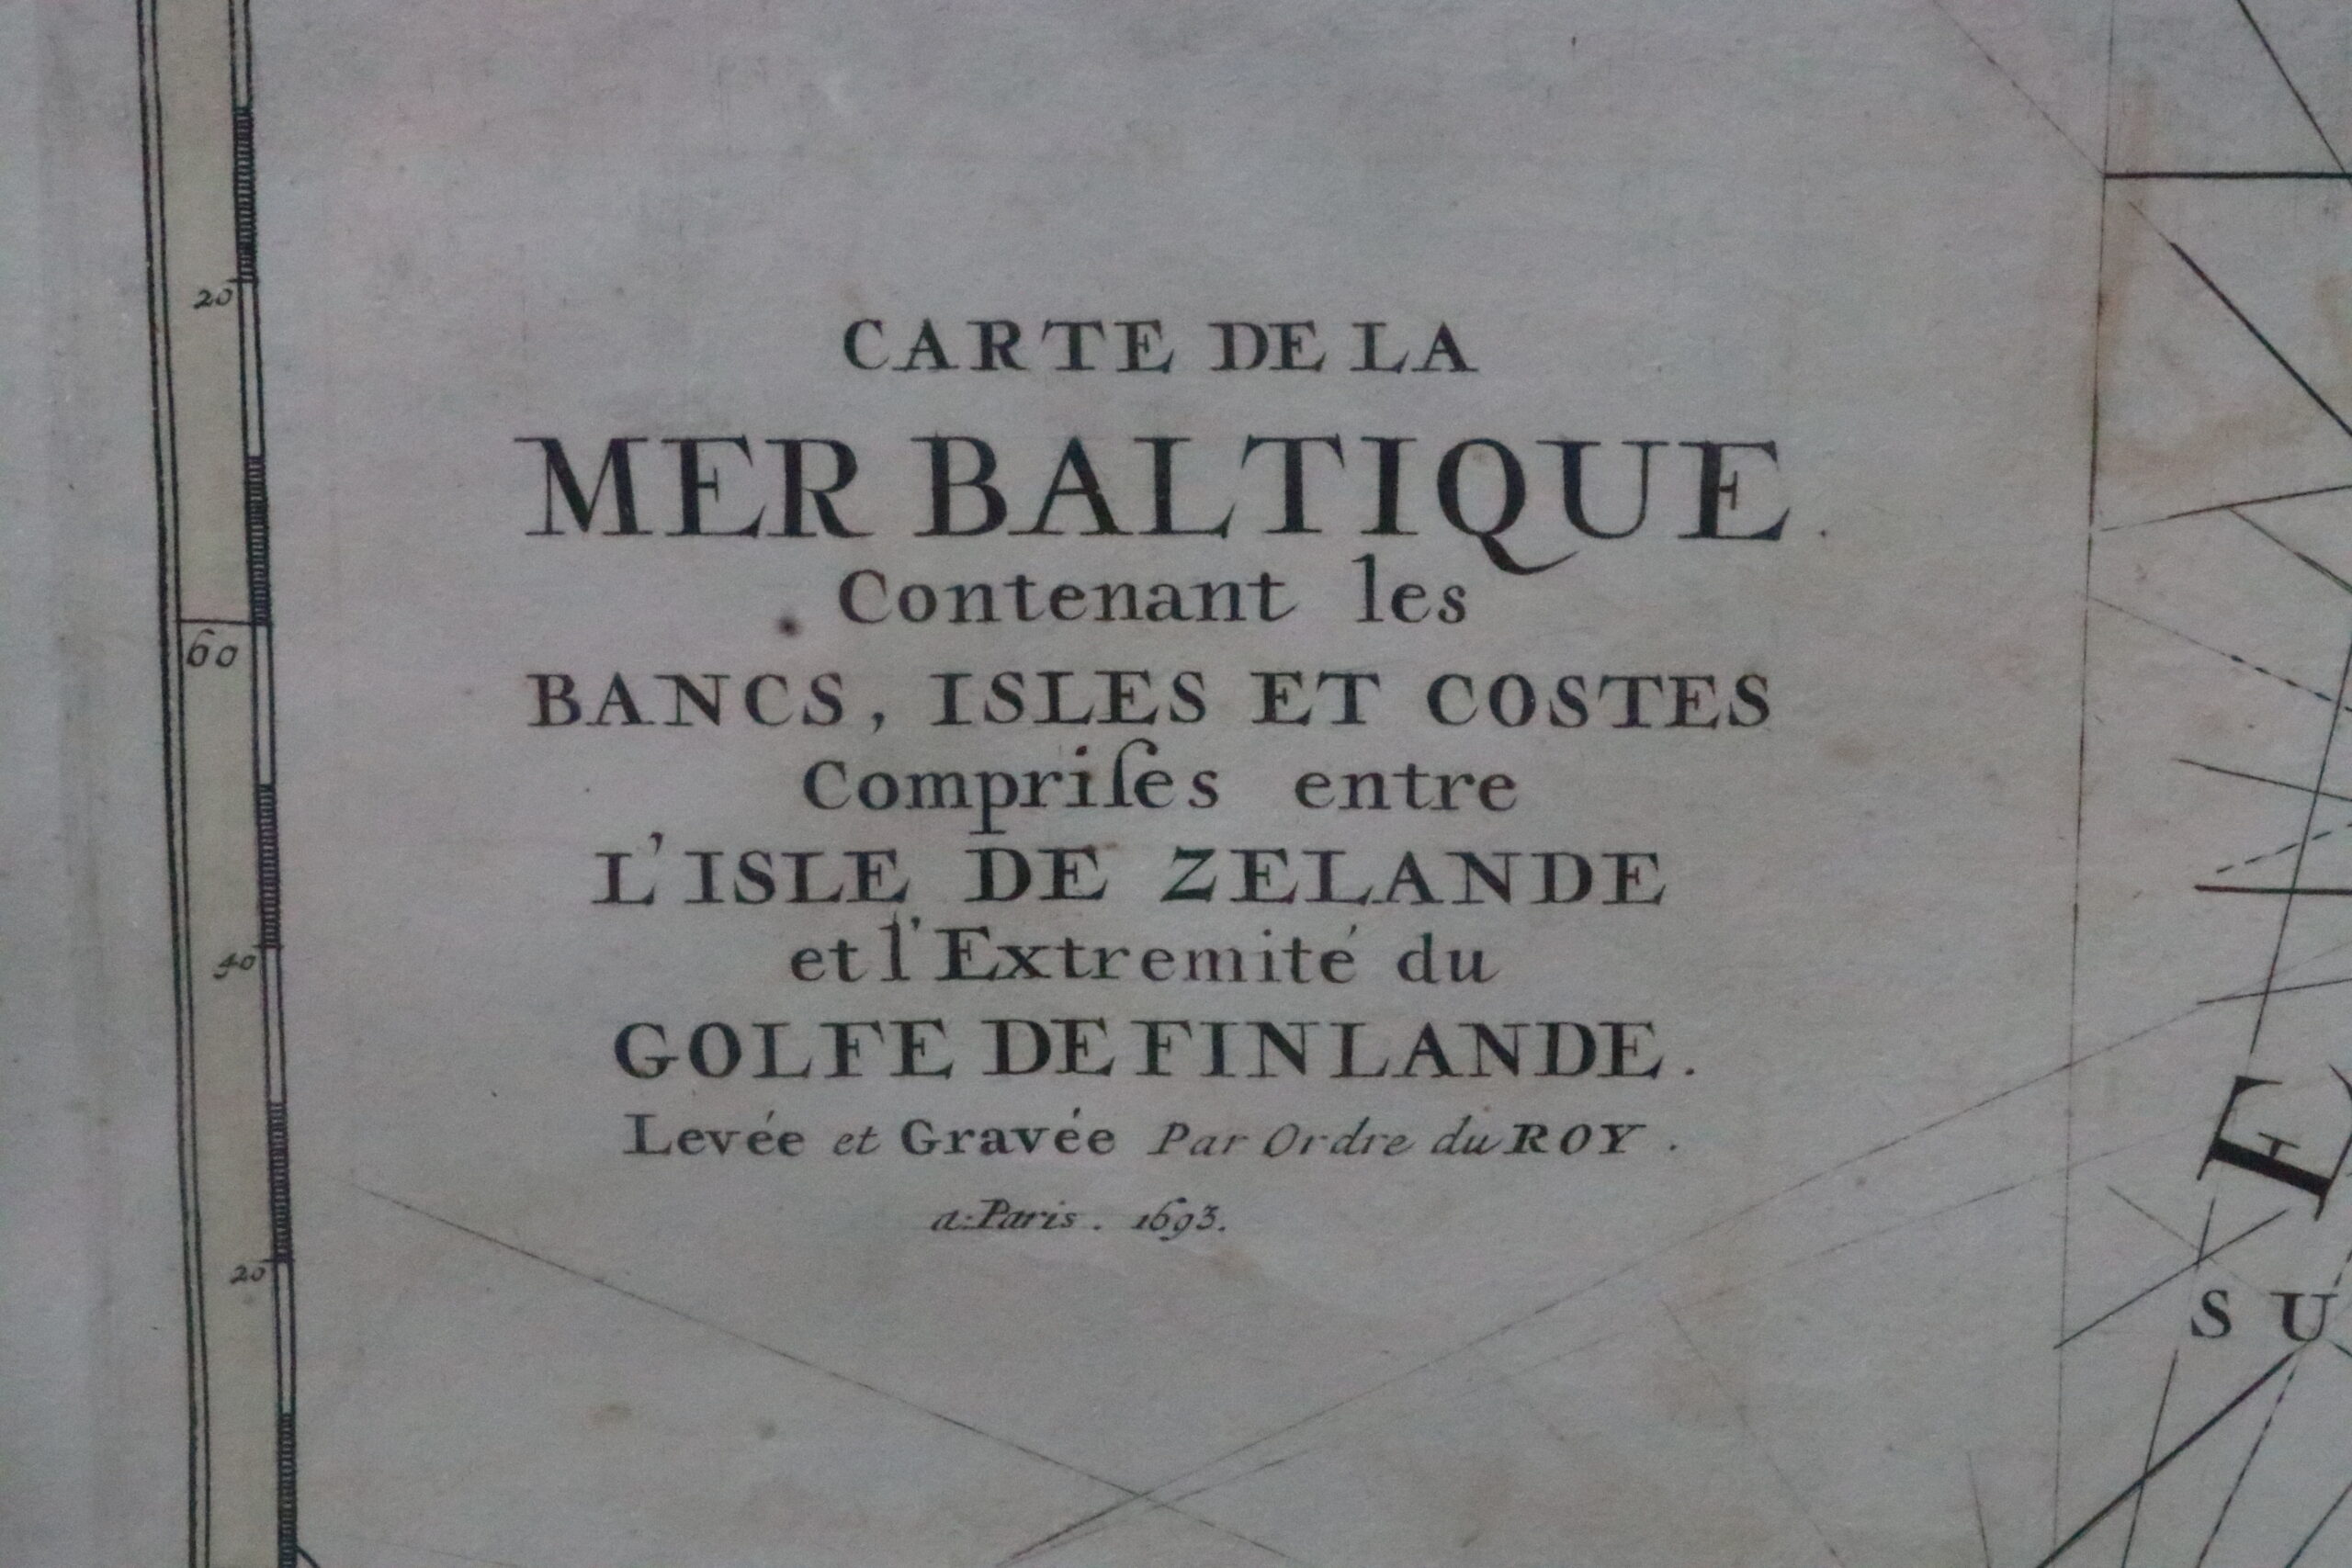 CARTE DE LA
MER BALTIQUE.
Contenant les
BANCS, ISLES ET COSTES
Compriſes entre
L'ISLE DE ZELANDE
et l'Extremité du
GOLFE DE FINLANDE.
Levée et Gravée Par Ordre du ROY.
a Paris. 1693.
20
60
40
20
E
SU